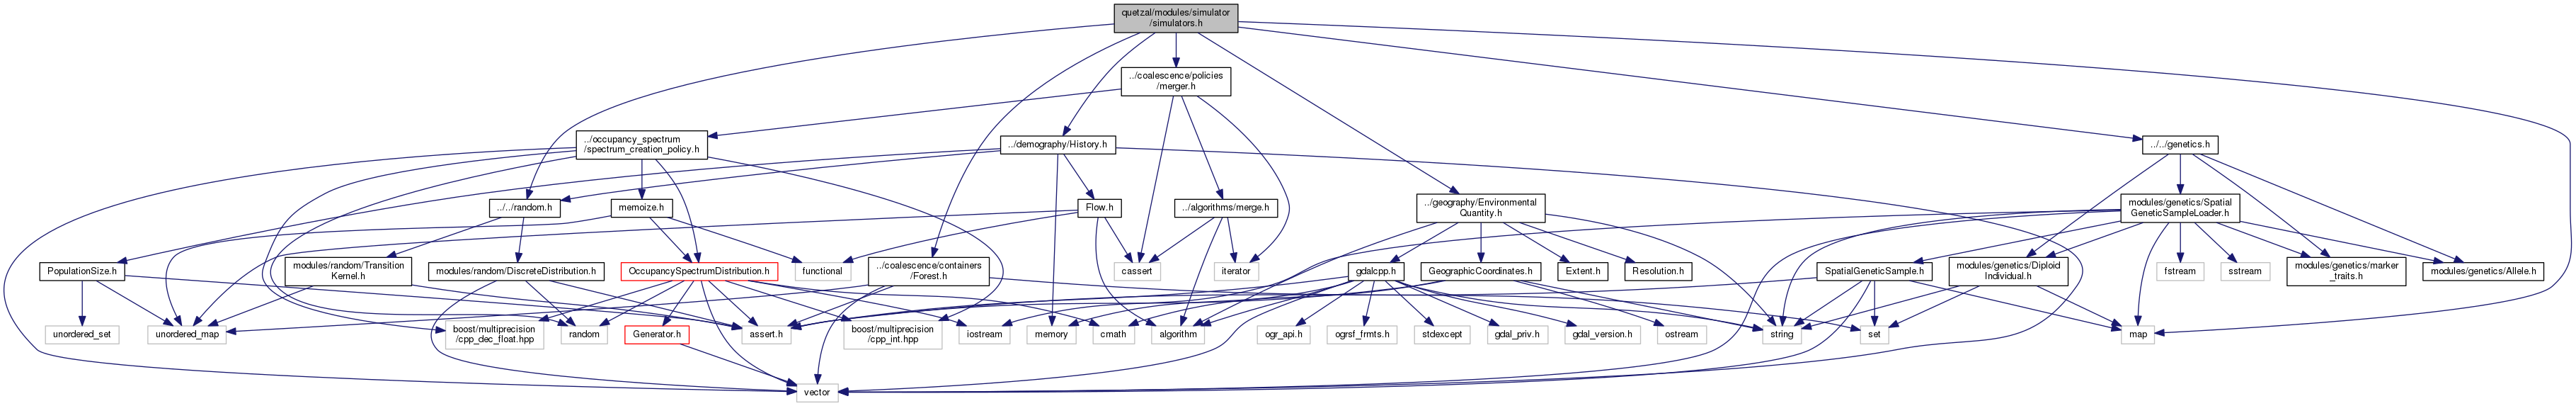 quetzal/modules/simulator
/simulators.h
../coalescence/policies
/merger.h
../occupancy_spectrum
/spectrum_creation_policy.h
../demography/History.h
../../genetics.h
../../random.h
memoize.h
Flow.h
../algorithms/merge.h
../geography/Environmental
Quantity.h
modules/genetics/Spatial
GeneticSampleLoader.h
PopulationSize.h
modules/random/Transition
Kernel.h
modules/random/DiscreteDistribution.h
OccupancySpectrumDistribution.h
functional
../coalescence/containers
/Forest.h
cassert
iterator
gdalcpp.h
GeographicCoordinates.h
Extent.h
Resolution.h
SpatialGeneticSample.h
modules/genetics/Diploid
Individual.h
fstream
sstream
modules/genetics/marker
_traits.h
modules/genetics/Allele.h
unordered_set
unordered_map
boost/multiprecision
/cpp_dec_float.hpp
random
Generator.h
assert.h
boost/multiprecision
/cpp_int.hpp
iostream
memory
cmath
algorithm
ogr_api.h
ogrsf_frmts.h
stdexcept
gdal_priv.h
gdal_version.h
ostream
string
set
map
vector